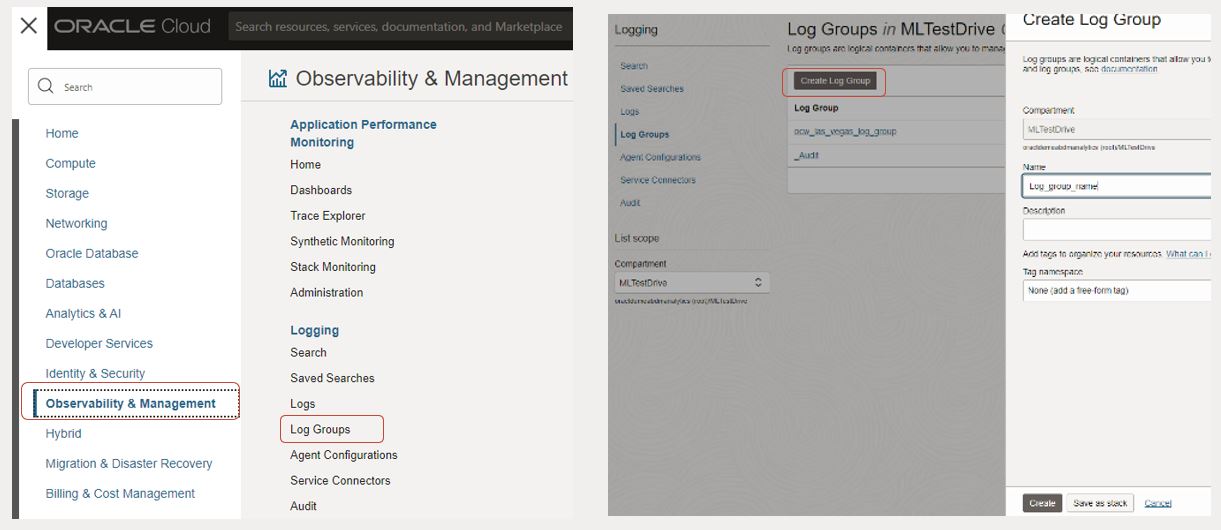 ORACLE Cloud
Search resources, services, documentation, and Marketplace
Search
Home
Compute
Storage
Networking
Oracle Database
Databases
Analytics & AI
Developer Services
Identity & Security
Observability & Management
Hybrid
Migration & Disaster Recovery
Billing & Cost Management
Observability & Management
Application Performance
Monitoring
Home
Dashboards
Trace Explorer
Synthetic Monitoring
Stack Monitoring
Administration
Logging
Search
Saved Searches
Logs
Log Groups
Agent Configurations
Service Connectors
Audit
Logging
Search
Saved Searches
Logs
Log Groups
Agent Configurations
Service Connectors
Audit
List scope
Compartment
MLTestDrive
Log Groups in MLTestDrive
Log groups are logical containers that allow you to
Create Log Group
Log Group
ocw_las_vegas_log_group
_Audit
Create Log Group
Log groups are logical containers that allow you
and log groups, see documentation
Compartment
MLTestDrive
Name
Log_group_name
Description
Add tags to organize your resources. What can I
Tag namespace
None (add a free-form tag)
Create
Save as stack
Cancel